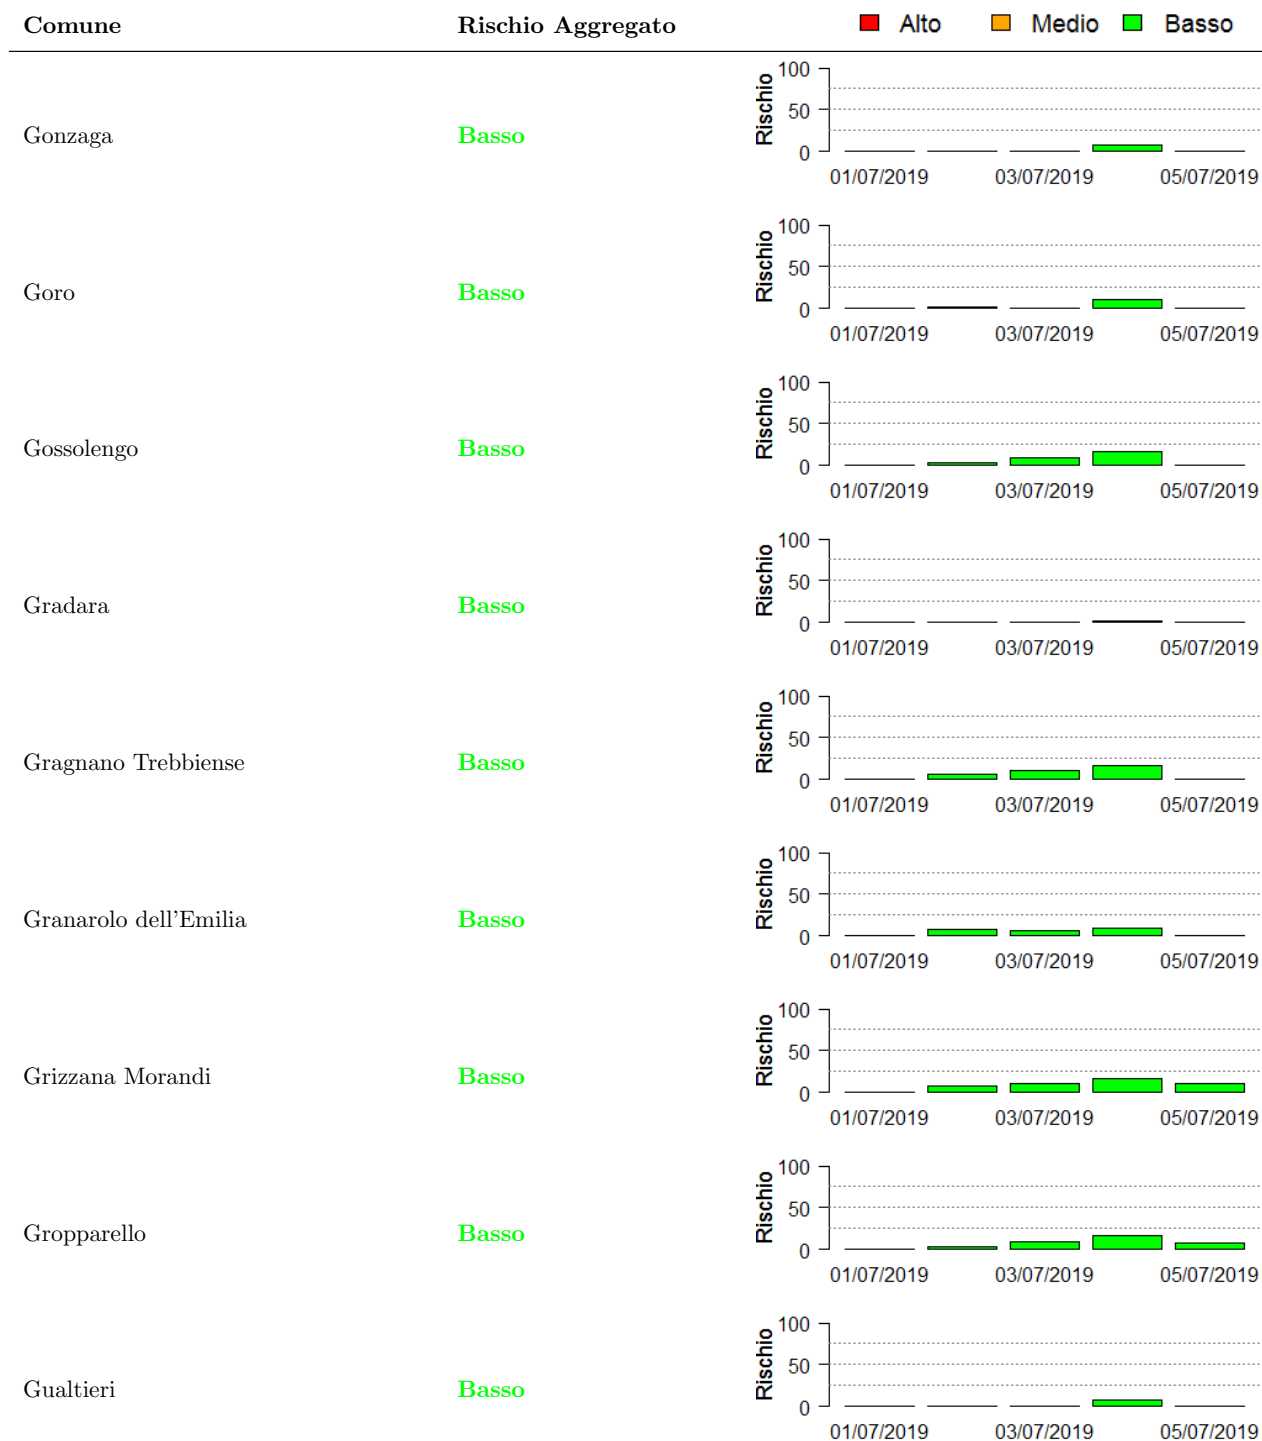 Comune Rischio Aggregato Alto Medio Basso
Gonzaga Basso Rischio 100 50 0
01/07/2019 03/07/2019 05/07/2019
Goro Basso Rischio 100 50 0
01/07/2019 03/07/2019 05/07/2019
Gossolengo Basso Rischio 100 50 0
01/07/2019 03/07/2019 05/07/2019
Gradara Basso Rischio 100 50 0
01/07/2019 03/07/2019 05/07/2019
Gragnano Trebbiense Basso Rischio 100 50 0
01/07/2019 03/07/2019 05/07/2019
Granarolo dell'Emilia Basso Rischio 100 50 0
01/07/2019 03/07/2019 05/07/2019
Grizzana Morandi Basso Rischio 100 50 0
01/07/2019 03/07/2019 05/07/2019
Gropparello Basso Rischio 100 50 0
01/07/2019 03/07/2019 05/07/2019
Gualtieri Basso Rischio 100 50 0
01/07/2019 03/07/2019 05/07/2019